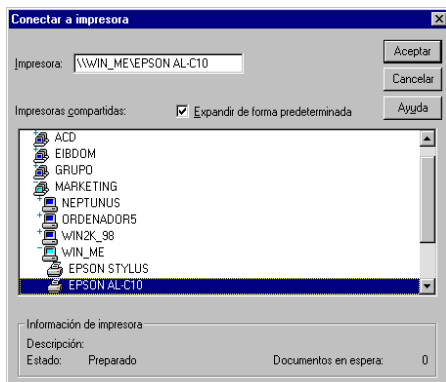 Conectar a impresora
Impresora: \\WIN_ME\EPSON AL-C10
Aceptar
Cancelar
Ayuda
Impresoras compartidas: Expandir de forma predeterminada
ACD
EIBDOM
GRUPO
MARKETING
NEPTUNUS
ORDENADOR5
WIN2K_98
WIN_ME
EPSON STYLUS
EPSON AL-C10
Información de impresora
Descripción:
Estado: Preparado Documentos en espera: 0